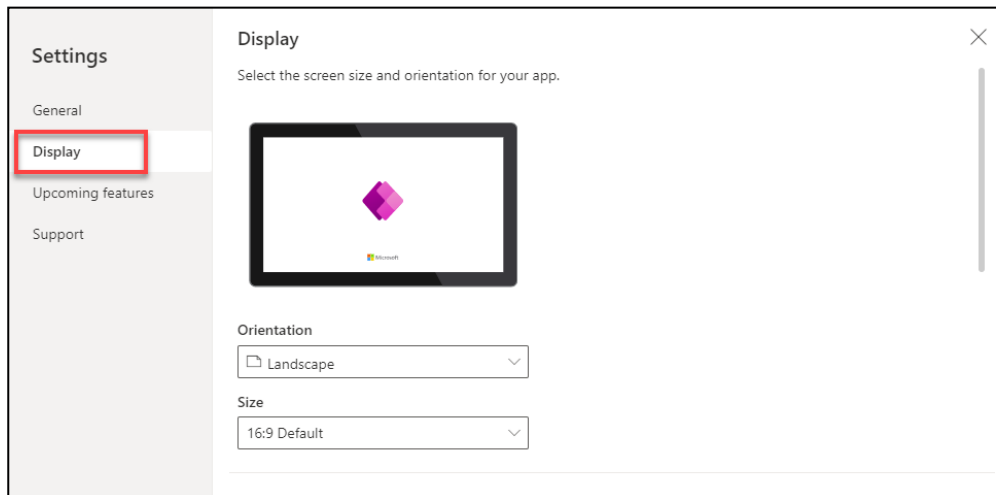 Settings
General
Display
Upcoming features
Support
Display
Select the screen size and orientation for your app.
Microsoft
Orientation
Landscape
Size
16:9 Default